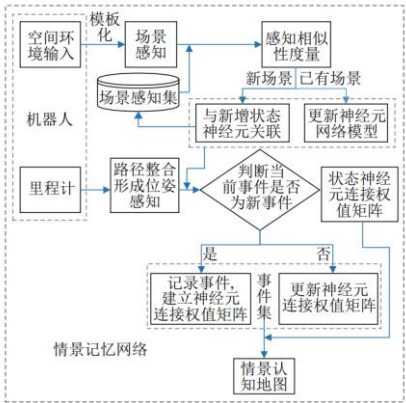 空间环
境输入
模板
化
场景
感知
感知相似
性度量
新场景
已有场景
场景感知集
与新增状态
神经元关联
更新神经元
网络模型
机器人
里程计
路径整合
形成位姿
感知
判断当
前事件是否
为新事件
状态神经
元连接权
值矩阵
是
否
记录事件,
建立神经元
连接权值矩阵
事
件
集
更新神经元
连接权值矩阵
情景记忆网络
情景认
知地图